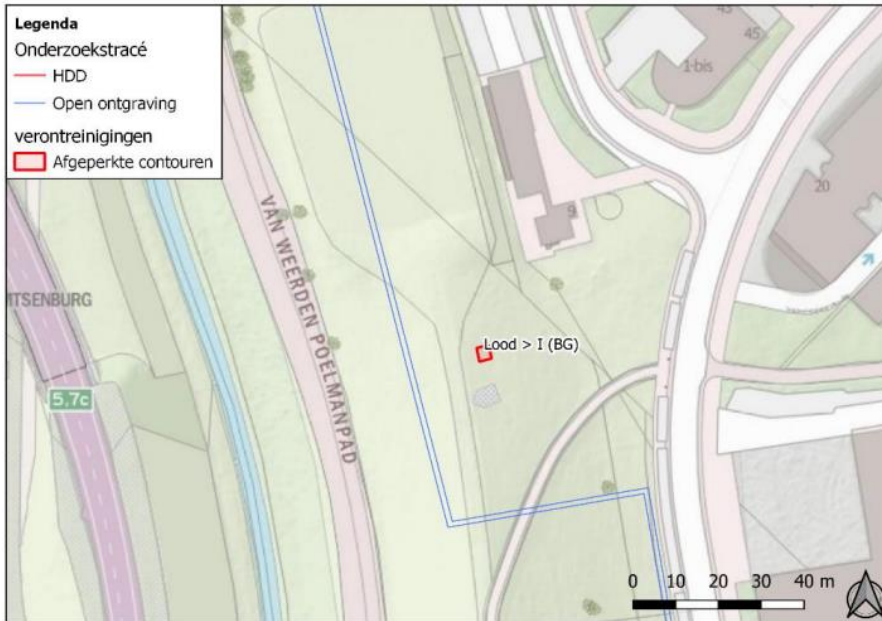 Legenda
Onderzoekstracé
HDD
Open ontgraving
verontreinigingen
Afgeperkte contouren
45
1-bis
20
9
VAN WEERDEN POELMANPAD
MTSENBURG
5,7c
Lood > I (BG)
0 10 20 30 40 m